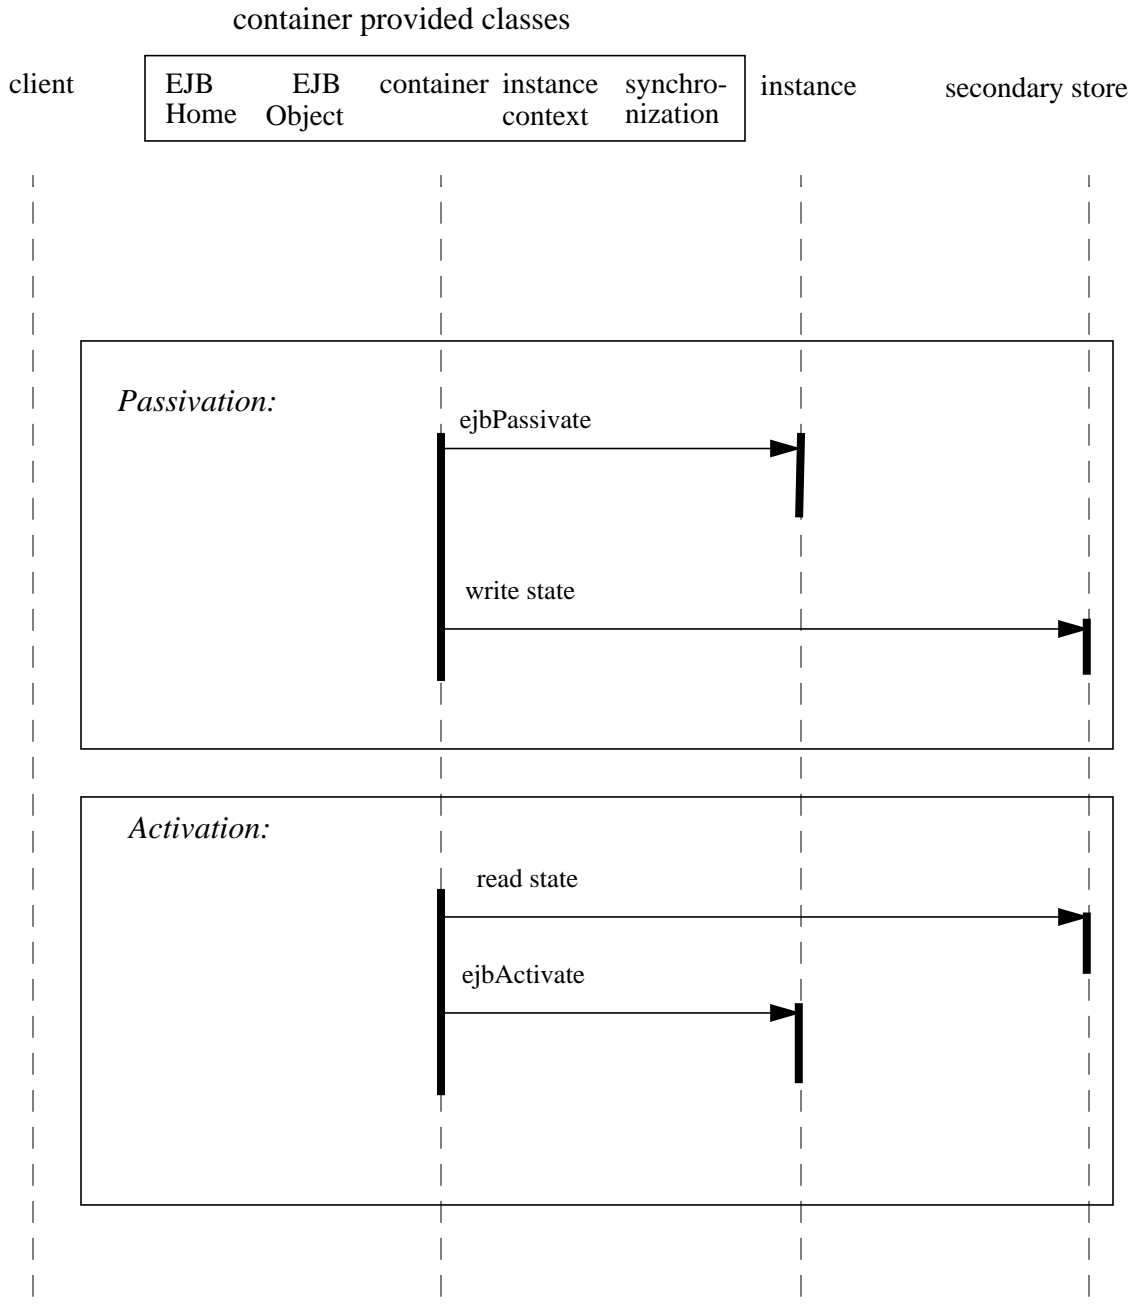 container provided classes
client
EJB
Home
EJB
Object
container
instance
context
synchro-
nization
instance
secondary store
Passivation:
ejbPassivate
write state
Activation:
read state
ejbActivate